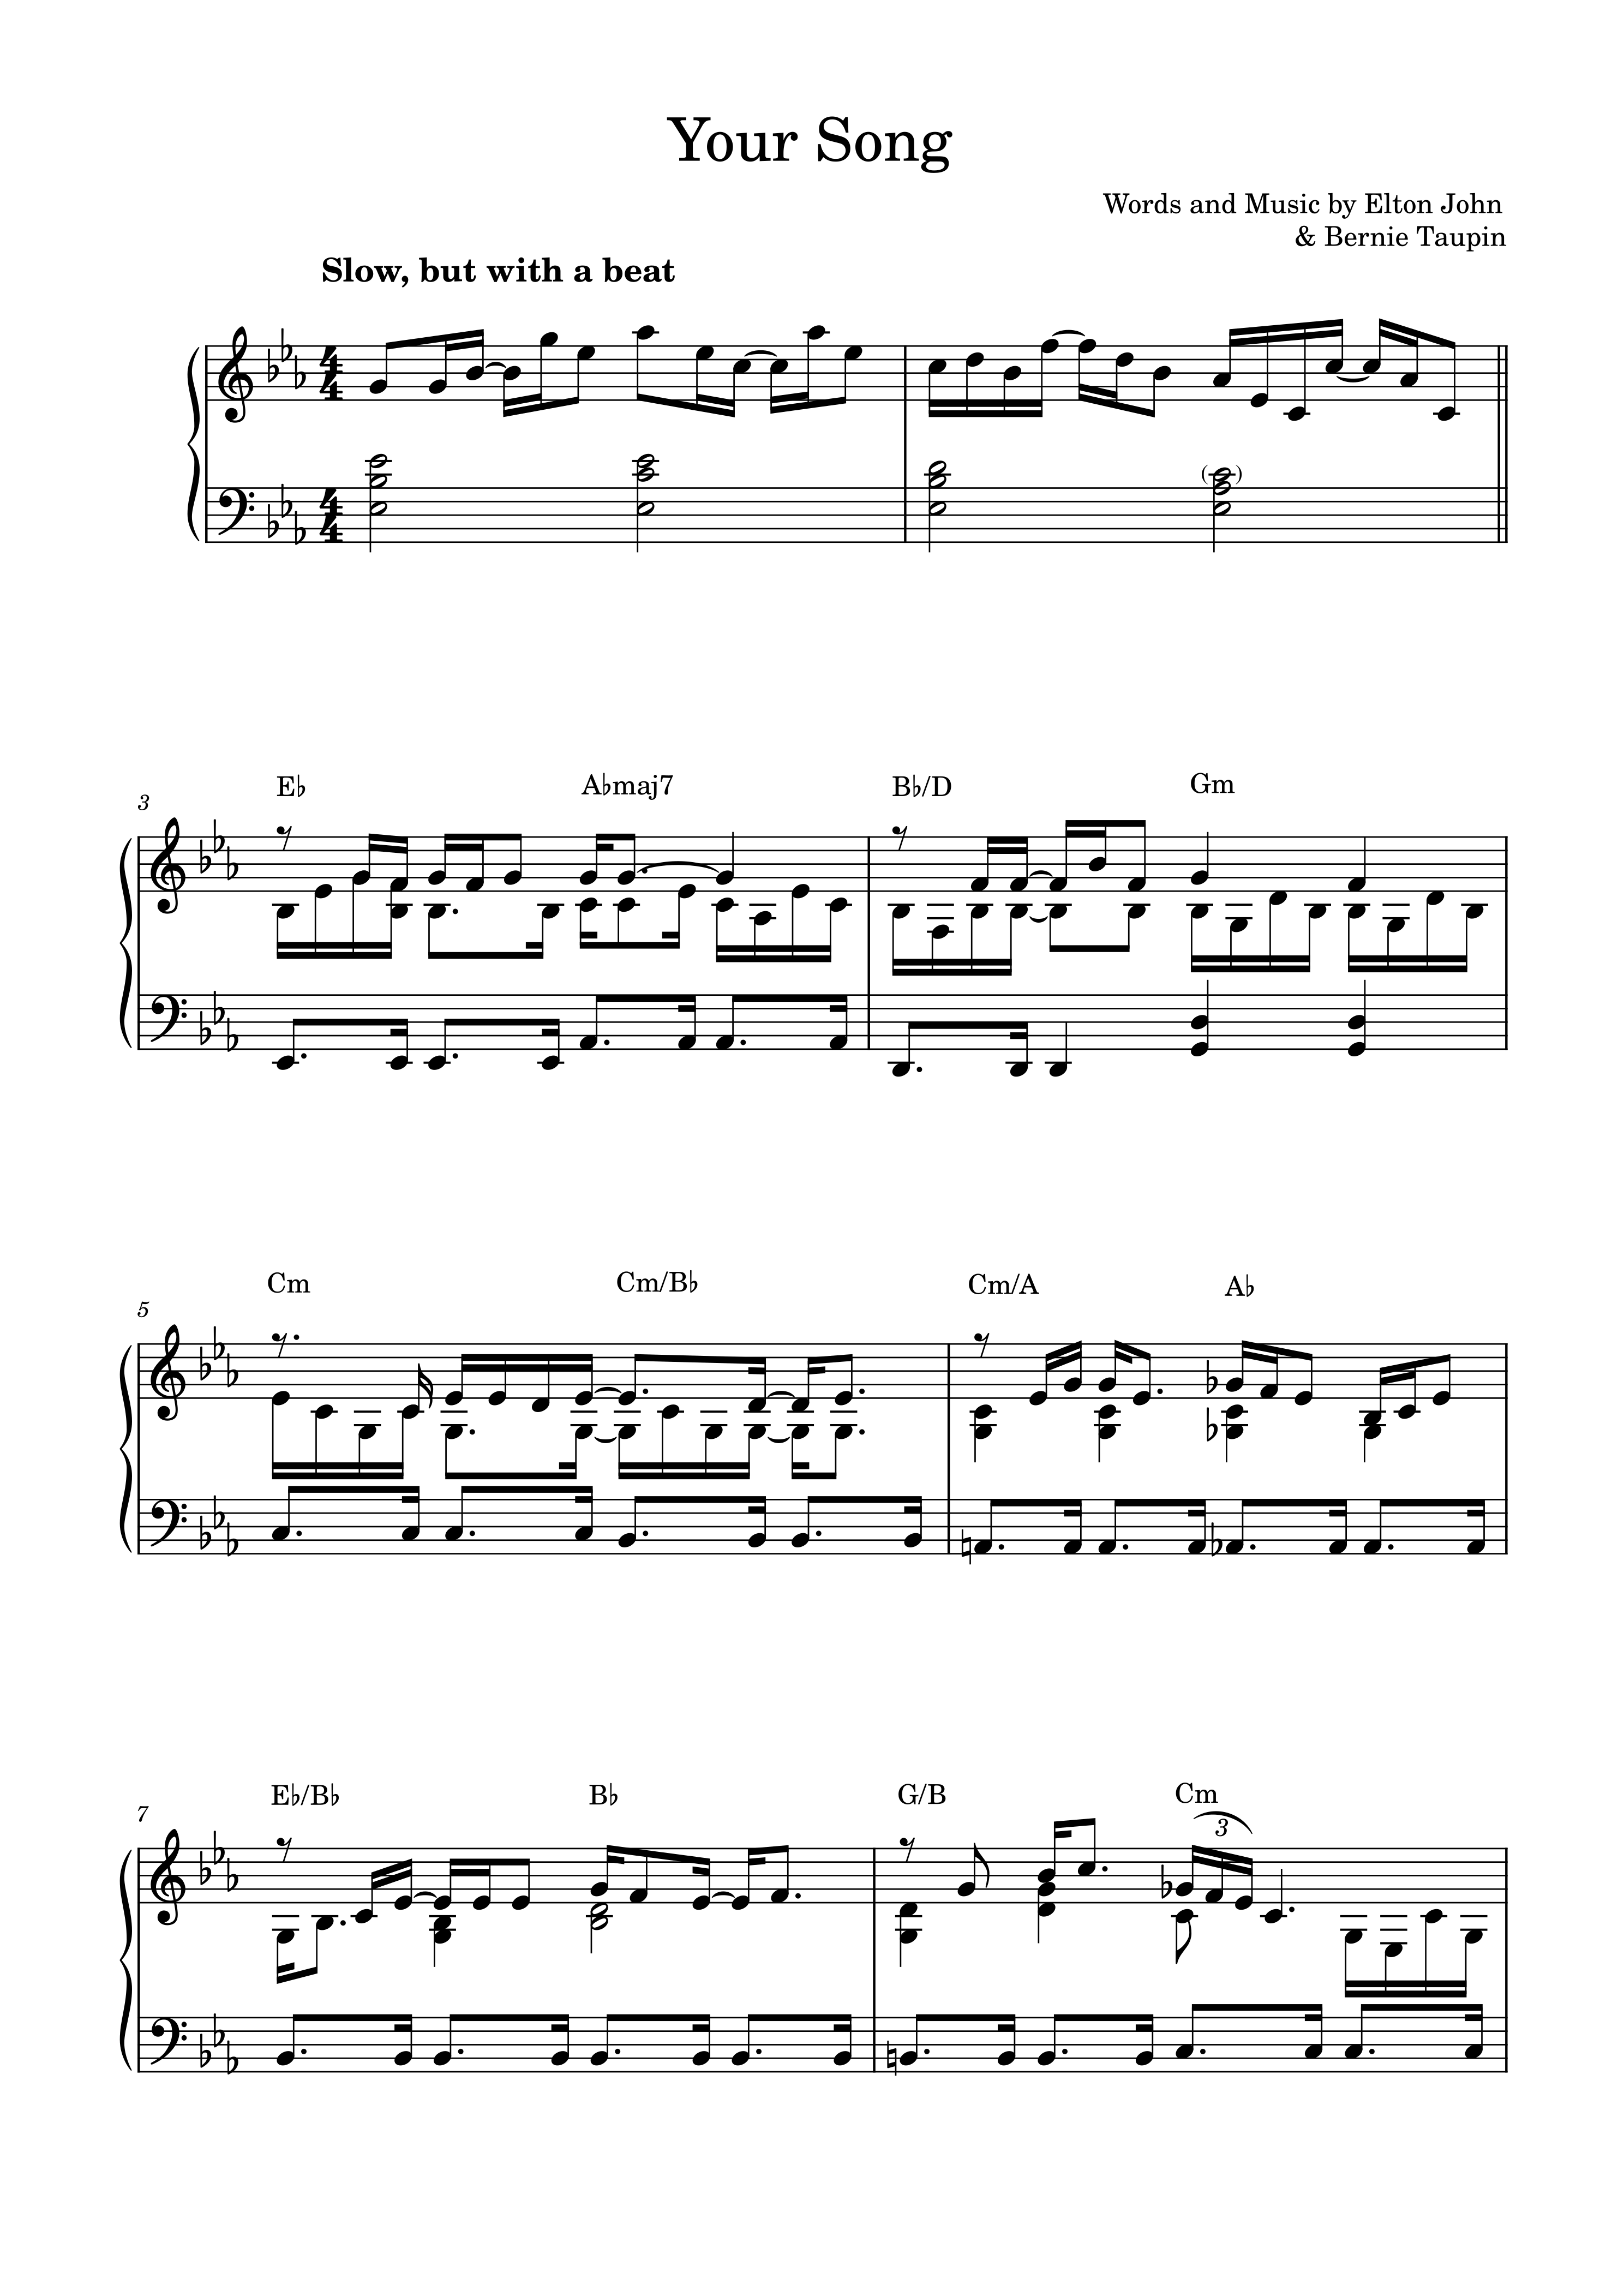 Your Song
Words and Music by Elton John
& Bernie Taupin
Slow, but with a beat
3 E♭ A♭maj7 B♭/D Gm
5 Cm Cm/B♭ Cm/A A♭
7 E♭/B♭ B♭ G/B Cm
3